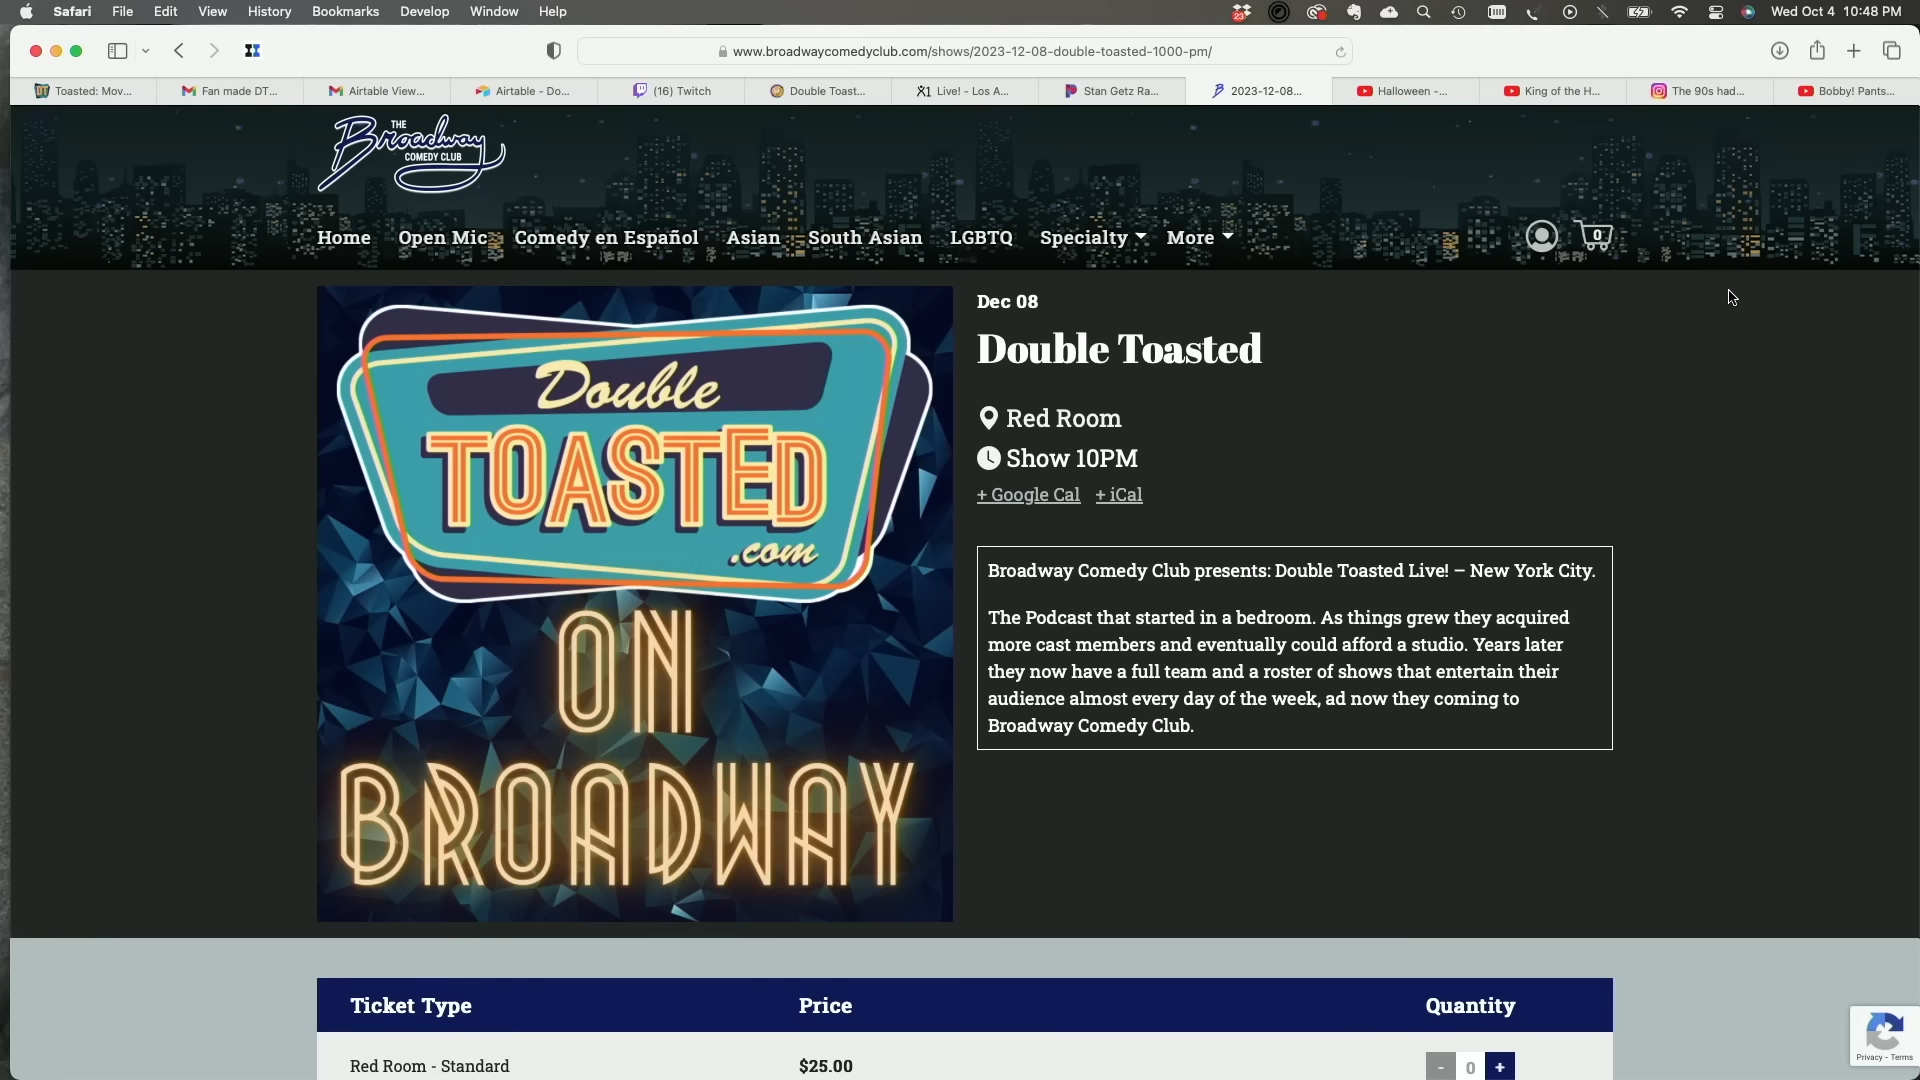 Safari File Edit View History Bookmarks Develop Window Help
23
Wed Oct 4 10:48 PM
www.broadwaycomedyclub.com/shows/2023-12-08-double-toasted-1000-pm/
Toasted: Mov...
Fan made DT...
Airtable View...
Airtable - Do...
(16) Twitch
Double Toast...
Live! - Los A...
Stan Getz Ra...
2023-12-08...
Halloween -...
King of the H...
The 90s had...
Bobby! Pants...
THE
Broadway
COMEDY CLUB
Home Open Mic Comedy en Español Asian South Asian LGBTQ Specialty More
0
Double
TOASTED
.com
ON
BROADWAY
Dec 08
Double Toasted
Red Room
Show 10PM
+ Google Cal + iCal
Broadway Comedy Club presents: Double Toasted Live! – New York City.
The Podcast that started in a bedroom. As things grew they acquired
more cast members and eventually could afford a studio. Years later
they now have a full team and a roster of shows that entertain their
audience almost every day of the week, ad now they coming to
Broadway Comedy Club.
Ticket Type Price Quantity
Red Room - Standard $25.00 - 0 +
Privacy - Terms